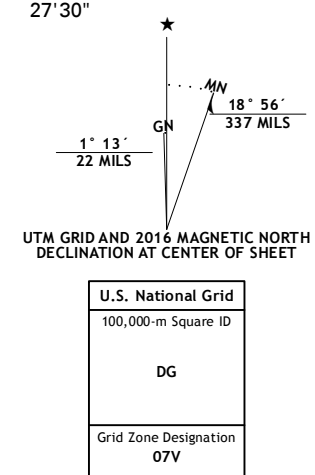 27'30"
MN
18° 56´
337 MILS
GN
1° 13´
22 MILS
UTM GRID AND 2016 MAGNETIC NORTH
DECLINATION AT CENTER OF SHEET
U.S. National Grid
100,000-m Square ID
DG
Grid Zone Designation
07V